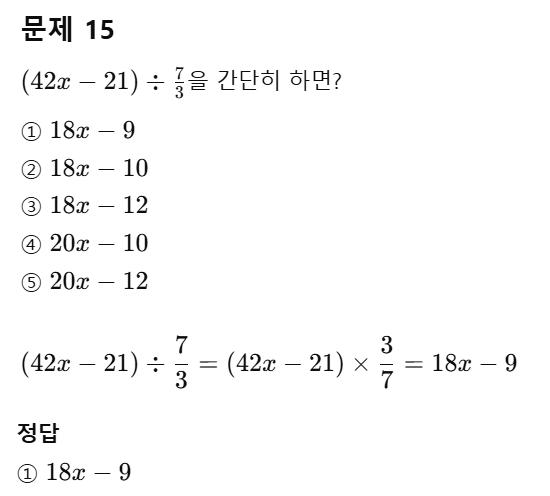 문제 15
(42x − 21) ÷ 7/3을 간단히 하면?
① 18x − 9
② 18x − 10
③ 18x − 12
④ 20x − 10
⑤ 20x − 12
(42x − 21) ÷ 7/3 = (42x − 21) × 3/7 = 18x − 9
정답
① 18x − 9